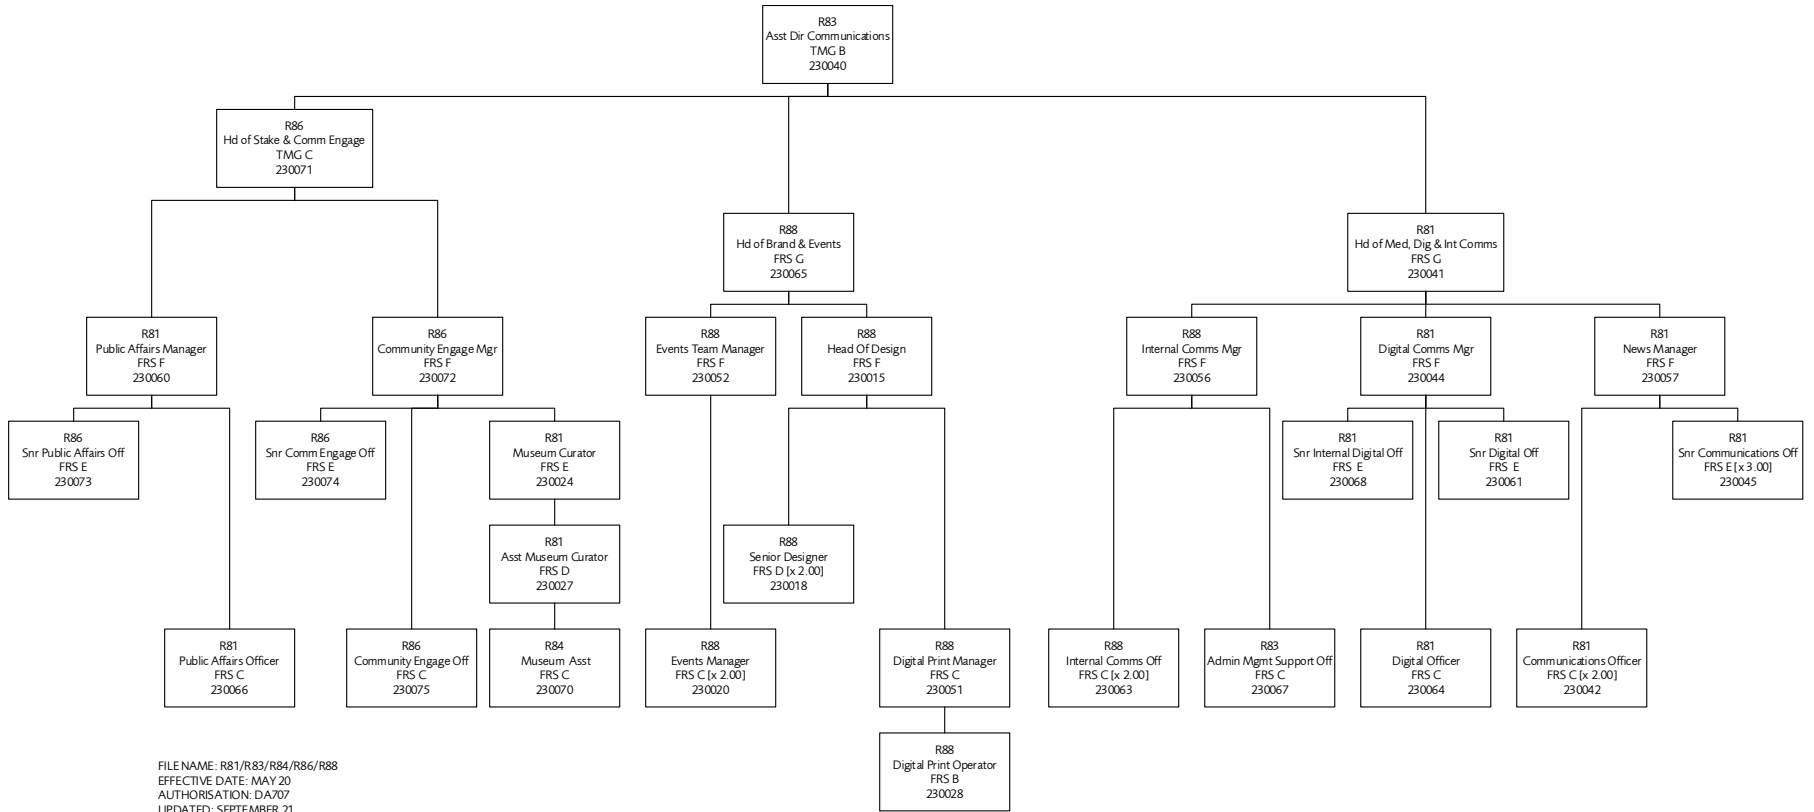 R83
Asst Dir Communications
TMG B
230040
R86
Hd of Stake & Comm Engage
TMG C
230071
R88
Hd of Brand & Events
FRS G
230065
R81
Hd of Med, Dig & Int Comms
FRS G
230041
R81
Public Affairs Manager
FRS F
230060
R86
Community Engage Mgr
FRS F
230072
R88
Events Team Manager
FRS F
230052
R88
Head Of Design
FRS F
230015
R88
Internal Comms Mgr
FRS F
230056
R81
Digital Comms Mgr
FRS F
230044
R81
News Manager
FRS F
230057
R86
Snr Public Affairs Off
FRS E
230073
R86
Snr Comm Engage Off
FRS E
230074
R81
Museum Curator
FRS E
230024
R81
Snr Internal Digital Off
FRS E
230068
R81
Snr Digital Off
FRS E
230061
R81
Snr Communications Off
FRS E [x 3.00]
230045
R81
Asst Museum Curator
FRS D
230027
R88
Senior Designer
FRS D [x 2.00]
230018
R81
Public Affairs Officer
FRS C
230066
R86
Community Engage Off
FRS C
230075
R84
Museum Asst
FRS C
230070
R88
Events Manager
FRS C [x 2.00]
230020
R88
Digital Print Manager
FRS C
230051
R88
Internal Comms Off
FRS C [x 2.00]
230063
R83
Admin Mgmt Support Off
FRS C
230067
R81
Digital Officer
FRS C
230064
R81
Communications Officer
FRS C [x 2.00]
230042
R88
Digital Print Operator
FRS B
230028
FILE NAME: R81/R83/R84/R86/R88
EFFECTIVE DATE: MAY 20
AUTHORISATION: DA707
UPDATED: SEPTEMBER 21